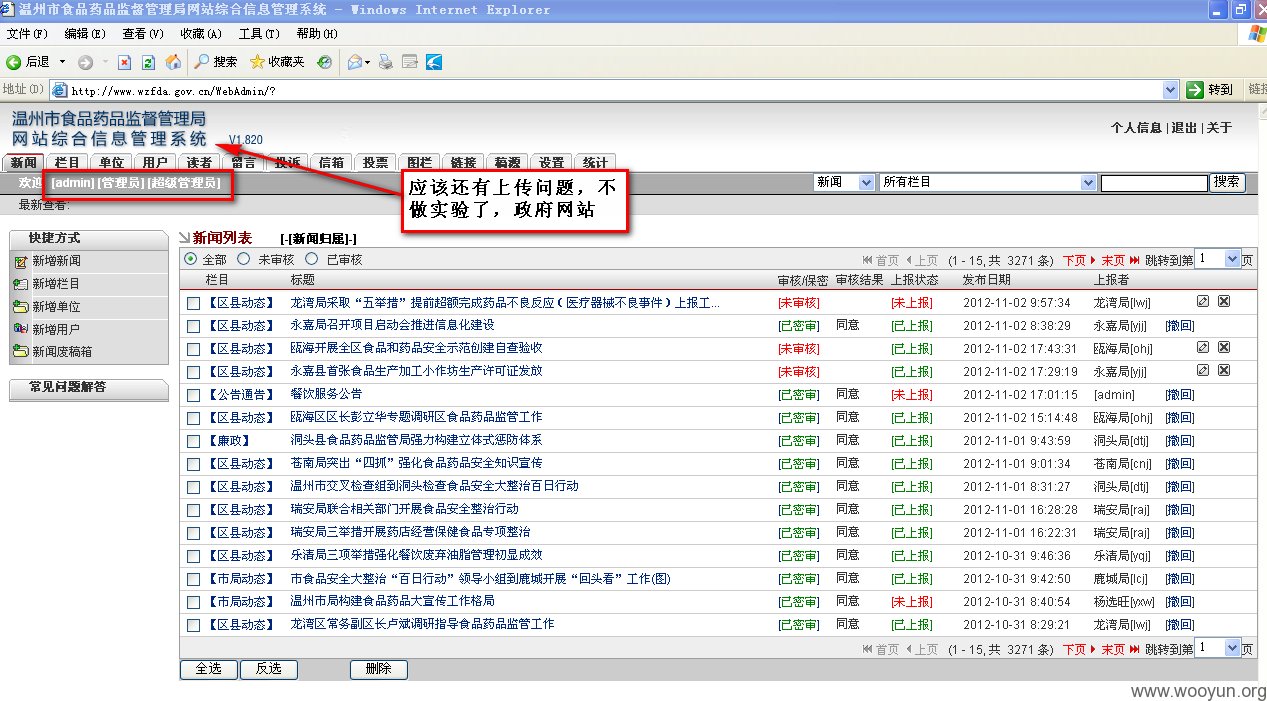 温州市食品药品监督管理局网站综合信息管理系统 - Windows Internet Explorer
文件(F) 编辑(E) 查看(V) 收藏(A) 工具(T) 帮助(H)
后退 搜索 收藏夹
地址(D) http://www.wzfda.gov.cn/WebAdmin/? 转到 链接
温州市食品药品监督管理局
网站综合信息管理系统 V1.820
个人信息 | 退出 | 关于
新闻 栏目 单位 用户 读者 留言 投诉 信箱 投票 图栏 链接 稿源 设置 统计
欢迎 [admin] [管理员] [超级管理员] 新闻 所有栏目 搜索
应该还有上传问题，不
做实验了，政府网站
最新查看:
快捷方式
新增新闻
新增栏目
新增单位
新增用户
新闻废稿箱
常见问题解答
新闻列表 [-[新闻归属]-]
全部 未审核 已审核 首页 上页 (1 - 15,共 3271 条) 下页 末页 跳转到第 1 页
栏目 标题 审核/保密 审核结果 上报状态 发布日期 上报者
【区县动态】 龙湾局采取“五举措”提前超额完成药品不良反应（医疗器械不良事件）上报工... [未审核] [未上报] 2012-11-02 9:57:34 龙湾局[lwj]
【区县动态】 永嘉局召开项目启动会推进信息化建设 [已密审] 同意 [已上报] 2012-11-02 8:38:29 永嘉局[yjj] [撤回]
【区县动态】 瓯海开展全区食品和药品安全示范创建自查验收 [未审核] [已上报] 2012-11-02 17:43:31 瓯海局[ohj]
【区县动态】 永嘉县首张食品生产加工小作坊生产许可证发放 [未审核] [已上报] 2012-11-02 17:29:19 永嘉局[yjj]
【公告通告】 餐饮服务公告 [已密审] 同意 [未上报] 2012-11-02 17:01:15 [admin] [撤回]
【区县动态】 瓯海区区长彭立华专题调研区食品药品监管工作 [已密审] 同意 [已上报] 2012-11-02 15:14:48 瓯海局[ohj] [撤回]
【廉政】 洞头县食品药品监管局强力构建立体式惩防体系 [已密审] 同意 [已上报] 2012-11-01 9:43:59 洞头局[dtj] [撤回]
【区县动态】 苍南局突出“四抓”强化食品药品安全知识宣传 [已密审] 同意 [已上报] 2012-11-01 9:01:34 苍南局[cnj] [撤回]
【区县动态】 温州市交叉检查组到洞头检查食品安全大整治百日行动 [已密审] 同意 [已上报] 2012-11-01 8:31:27 洞头局[dtj] [撤回]
【区县动态】 瑞安局联合相关部门开展食品安全整治行动 [已密审] 同意 [已上报] 2012-11-01 16:28:28 瑞安局[raj] [撤回]
【区县动态】 瑞安局三举措开展药店经营保健食品专项整治 [已密审] 同意 [已上报] 2012-11-01 16:22:31 瑞安局[raj] [撤回]
【区县动态】 乐清局三项举措强化餐饮废弃油脂管理初显成效 [已密审] 同意 [已上报] 2012-10-31 9:46:36 乐清局[yqj] [撤回]
【市局动态】 市食品安全大整治“百日行动”领导小组到鹿城开展“回头看”工作(图) [已密审] 同意 [已上报] 2012-10-31 9:42:50 鹿城局[lcj] [撤回]
【市局动态】 温州市局构建食品药品大宣传工作格局 [已密审] 同意 [未上报] 2012-10-31 8:40:54 杨选旺[yxw] [撤回]
【区县动态】 龙湾区常务副区长卢斌调研指导食品药品监管工作 [已密审] 同意 [已上报] 2012-10-31 8:29:21 龙湾局[lwj] [撤回]
首页 上页 (1 - 15,共 3271 条) 下页 末页 跳转到第 1 页
全选 反选 删除
www.wooyun.org